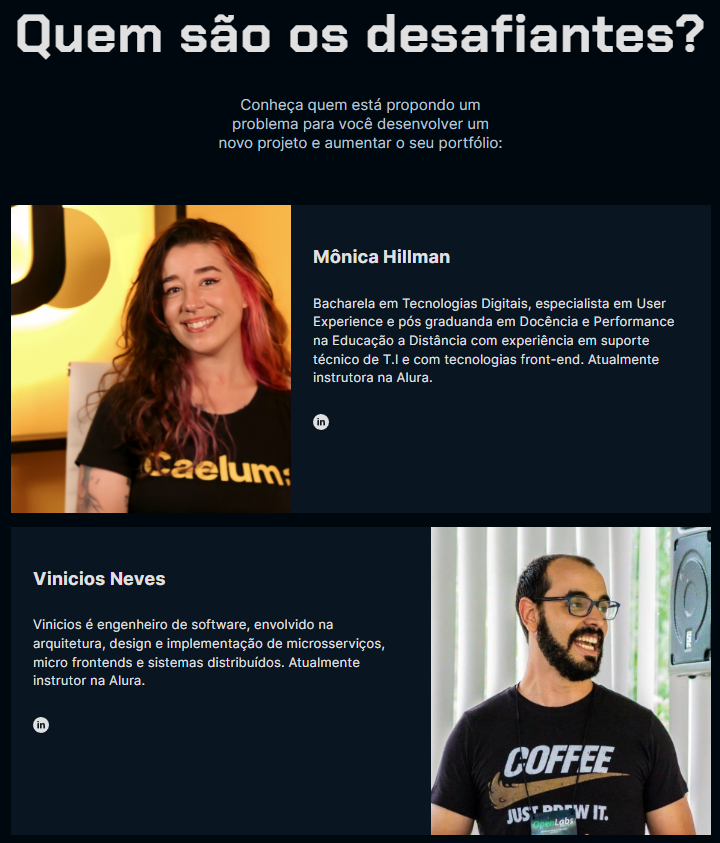 Quem são os desafiantes?
Conheça quem está propondo um
problema para você desenvolver um
novo projeto e aumentar o seu portfólio:
Mônica Hillman
Bacharela em Tecnologias Digitais, especialista em User
Experience e pós graduanda em Docência e Performance
na Educação a Distância com experiência em suporte
técnico de T.I e com tecnologias front-end. Atualmente
instrutora na Alura.
in
Caelum
Vinicios Neves
Vinicios é engenheiro de software, envolvido na
arquitetura, design e implementação de microsserviços,
micro frontends e sistemas distribuídos. Atualmente
instrutor na Alura.
in
COFFEE
JUST BREW IT.
OpenLabs